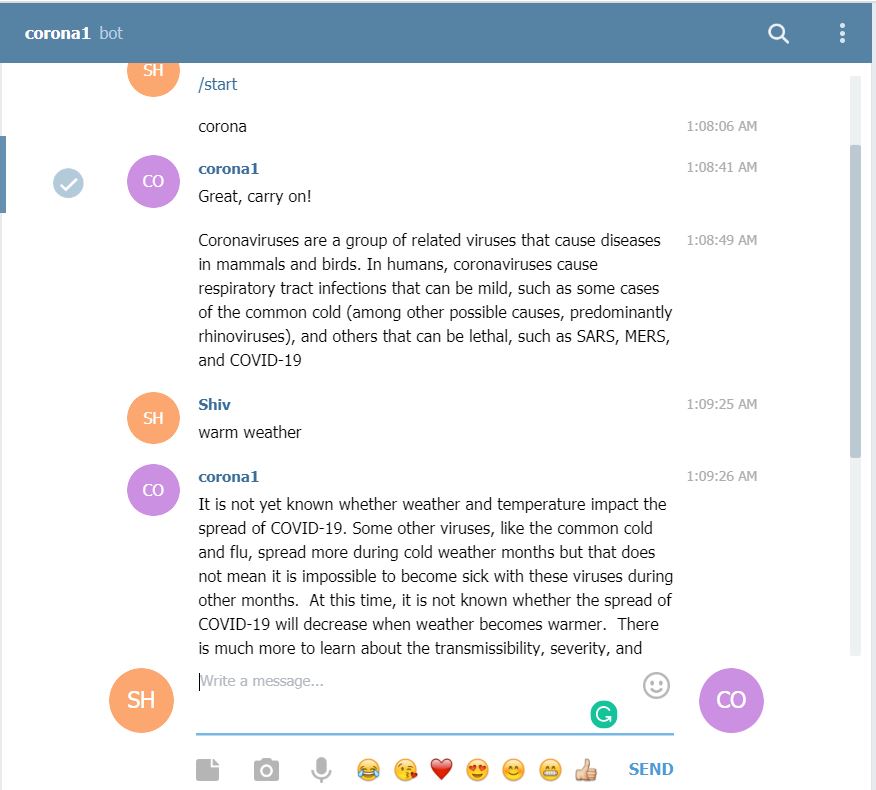 corona1 bot
SH
/start
corona 1:08:06 AM
CO
corona1 1:08:41 AM
Great, carry on!
Coronaviruses are a group of related viruses that cause diseases 1:08:49 AM
in mammals and birds. In humans, coronaviruses cause
respiratory tract infections that can be mild, such as some cases
of the common cold (among other possible causes, predominantly
rhinoviruses), and others that can be lethal, such as SARS, MERS,
and COVID-19
SH
Shiv 1:09:25 AM
warm weather
CO
corona1 1:09:26 AM
It is not yet known whether weather and temperature impact the
spread of COVID-19. Some other viruses, like the common cold
and flu, spread more during cold weather months but that does
not mean it is impossible to become sick with these viruses during
other months.  At this time, it is not known whether the spread of
COVID-19 will decrease when weather becomes warmer.  There
is much more to learn about the transmissibility, severity, and
SH
Write a message...
CO
SEND